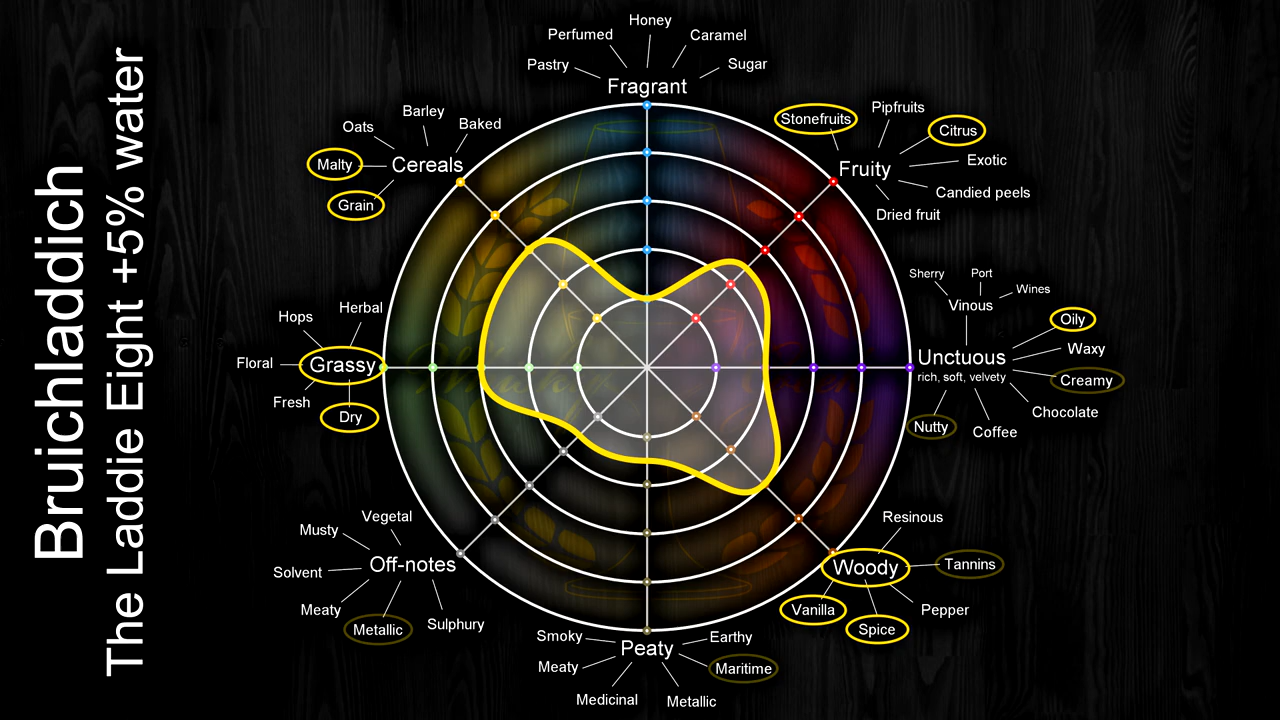 Bruichladdich
The Laddie Eight +5% water
Honey
Perfumed
Caramel
Pastry
Sugar
Fragrant
Stonefruits
Pipfruits
Citrus
Fruity
Exotic
Candied peels
Dried fruit
Sherry
Port
Wines
Vinous
Oily
Unctuous
rich, soft, velvety
Waxy
Creamy
Chocolate
Coffee
Nutty
Resinous
Woody
Tannins
Pepper
Spice
Vanilla
Earthy
Peaty
Maritime
Metallic
Medicinal
Meaty
Smoky
Vegetal
Musty
Off-notes
Solvent
Meaty
Metallic
Sulphury
Herbal
Hops
Floral
Grassy
Fresh
Dry
Barley
Oats
Baked
Malty
Cereals
Grain